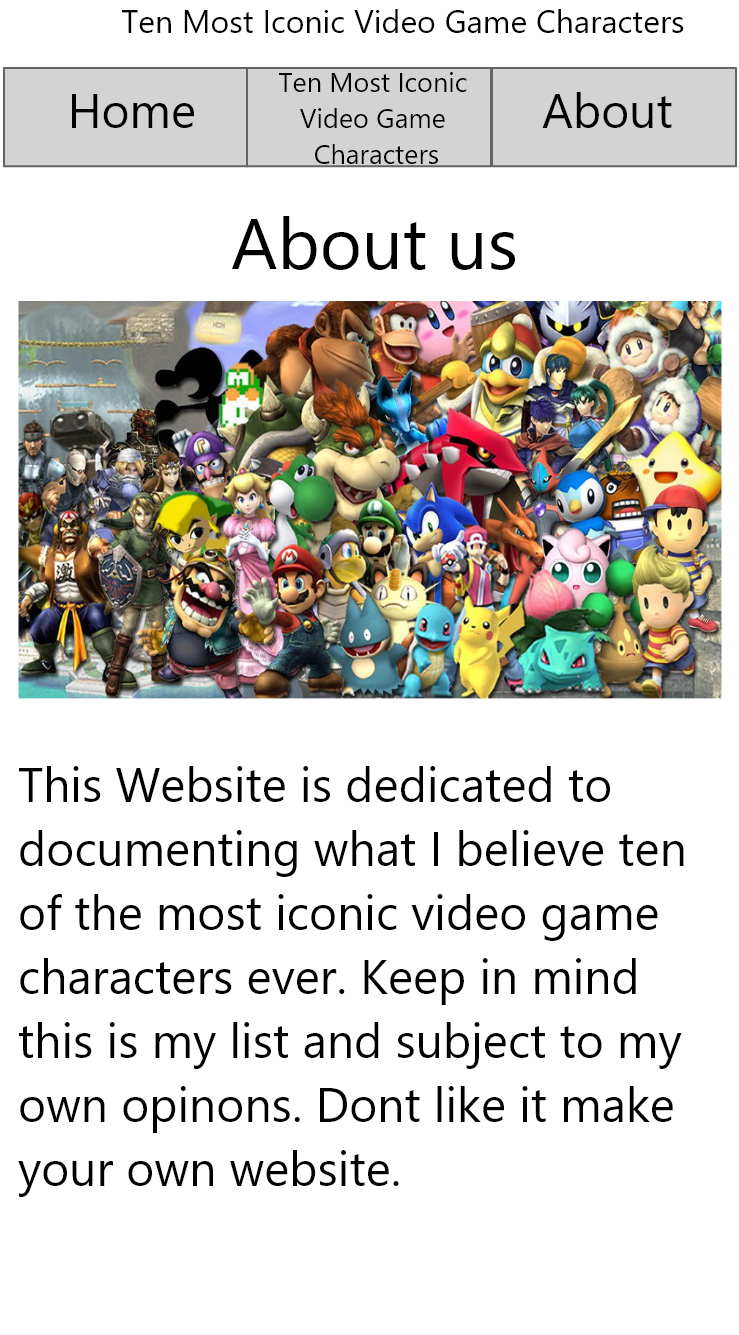 Ten Most Iconic Video Game Characters
Home
Ten Most Iconic
Video Game
Characters
About
About us
This Website is dedicated to
documenting what I believe ten
of the most iconic video game
characters ever. Keep in mind
this is my list and subject to my
own opinons. Dont like it make
your own website.